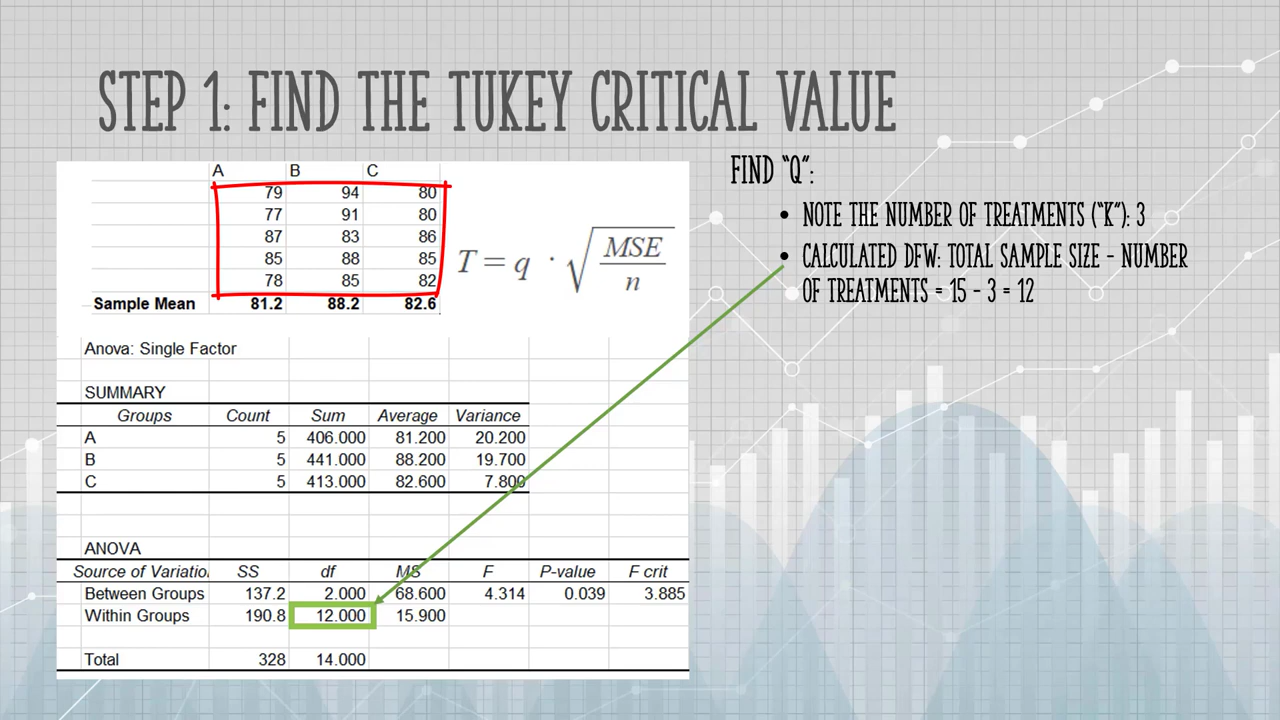 STEP 1: FIND THE TUKEY CRITICAL VALUE
A B C
79 94 80
77 91 80
87 83 86
85 88 85
78 85 82
Sample Mean 81.2 88.2 82.6
T = q · √(MSE / n)
Anova: Single Factor
SUMMARY
Groups Count Sum Average Variance
A 5 406.000 81.200 20.200
B 5 441.000 88.200 19.700
C 5 413.000 82.600 7.800
ANOVA
Source of Variation SS df MS F P-value F crit
Between Groups 137.2 2.000 68.600 4.314 0.039 3.885
Within Groups 190.8 12.000 15.900
Total 328 14.000
FIND “Q”:
• NOTE THE NUMBER OF TREATMENTS (“K”): 3
• CALCULATED DFW: TOTAL SAMPLE SIZE – NUMBER
OF TREATMENTS = 15 – 3 = 12